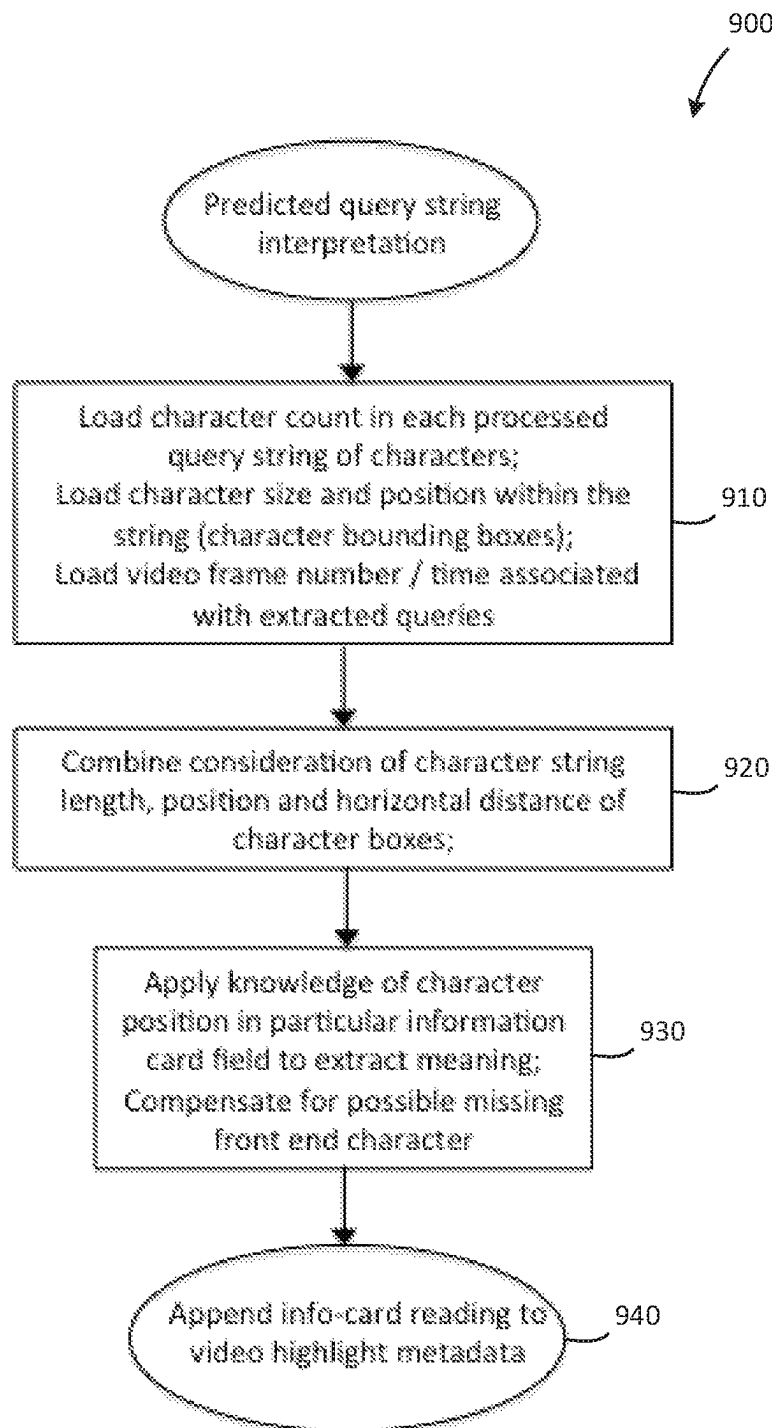 900
Predicted query string
interpretation
Load character count in each processed
query string of characters;
Load character size and position within the
string (character bounding boxes);
Load video frame number / time associated
with extracted queries
910
Combine consideration of character string
length, position and horizontal distance of
character boxes;
920
Apply knowledge of character
position in particular information
card field to extract meaning;
Compensate for possible missing
front end character
930
Append info-card reading to
video highlight metadata
940